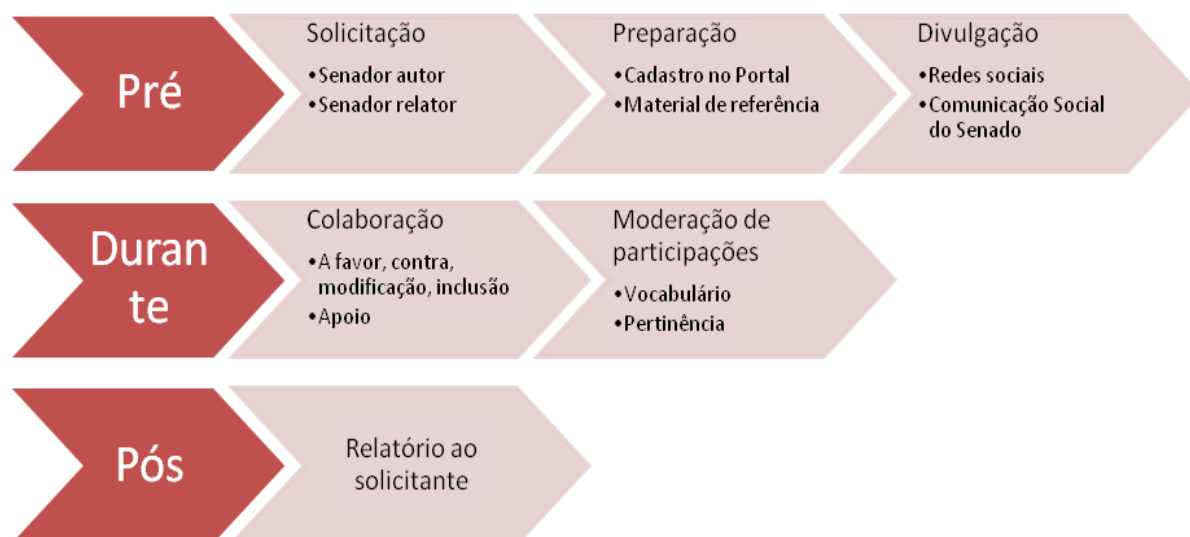 Pré
Solicitação
•Senador autor
•Senador relator
Preparação
•Cadastro no Portal
•Material de referência
Divulgação
•Redes sociais
•Comunicação Social
do Senado
Duran
te
Colaboração
•A favor, contra,
modificação, inclusão
•Apoio
Moderação de
participações
•Vocabulário
•Pertinência
Pós
Relatório ao
solicitante